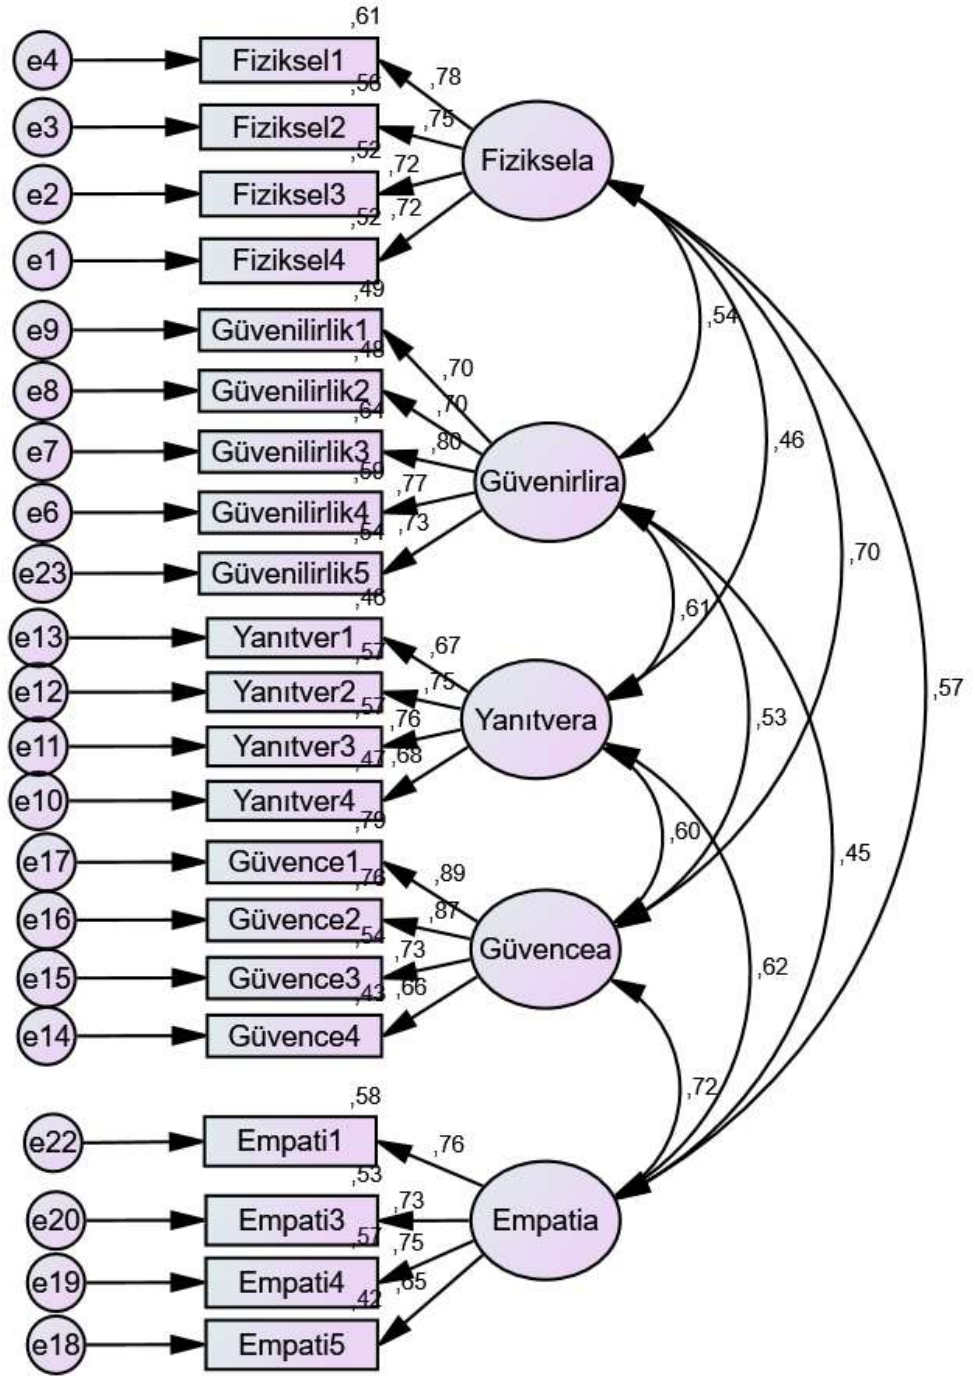 ,61
e4 Fiziksel1 ,78
,56
e3 Fiziksel2 ,75
Fiziksela
,52
e2 Fiziksel3 ,72
,52 ,72
e1 Fiziksel4
,49
,54
e9 Güvenilirlik1
,48 ,70
e8 Güvenilirlik2
,64 ,70
,46
e7 Güvenilirlik3 ,80
,59 ,77
Güvenirlira
e6 Güvenilirlik4
,54 ,73
,70
e23 Güvenilirlik5
,46
,61
e13 Yanıtver1 ,67
,57 ,75
,57
e12 Yanıtver2
,57 ,76
Yanıtvera
,53
e11 Yanıtver3
,47 ,68
e10 Yanıtver4
,79
,60
,45
e17 Güvence1
,76 ,89
e16 Güvence2 ,87
,54 ,73
Güvencea
e15 Güvence3
,43 ,66
,62
e14 Güvence4
,72
,58
e22 Empati1 ,76
,53
,73
e20 Empati3
Empatia
,57 ,75
e19 Empati4 ,65
,42
e18 Empati5